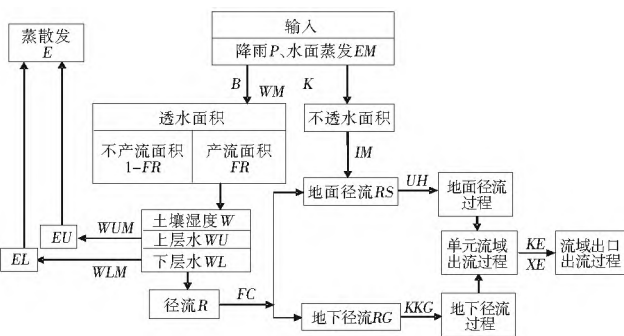 输入
降雨P、水面蒸发EM
蒸散发
E
B
WM
K
透水面积
不透水面积
不产流面积
1-FR
产流面积
FR
IM
地面径流RS
UH
地面径流
过程
土壤湿度W
上层水WU
下层水WL
WUM
EU
WLM
EL
单元流域
出流过程
KE
XE
流域出口
出流过程
径流R
FC
地下径流RG
KKG
地下径流
过程